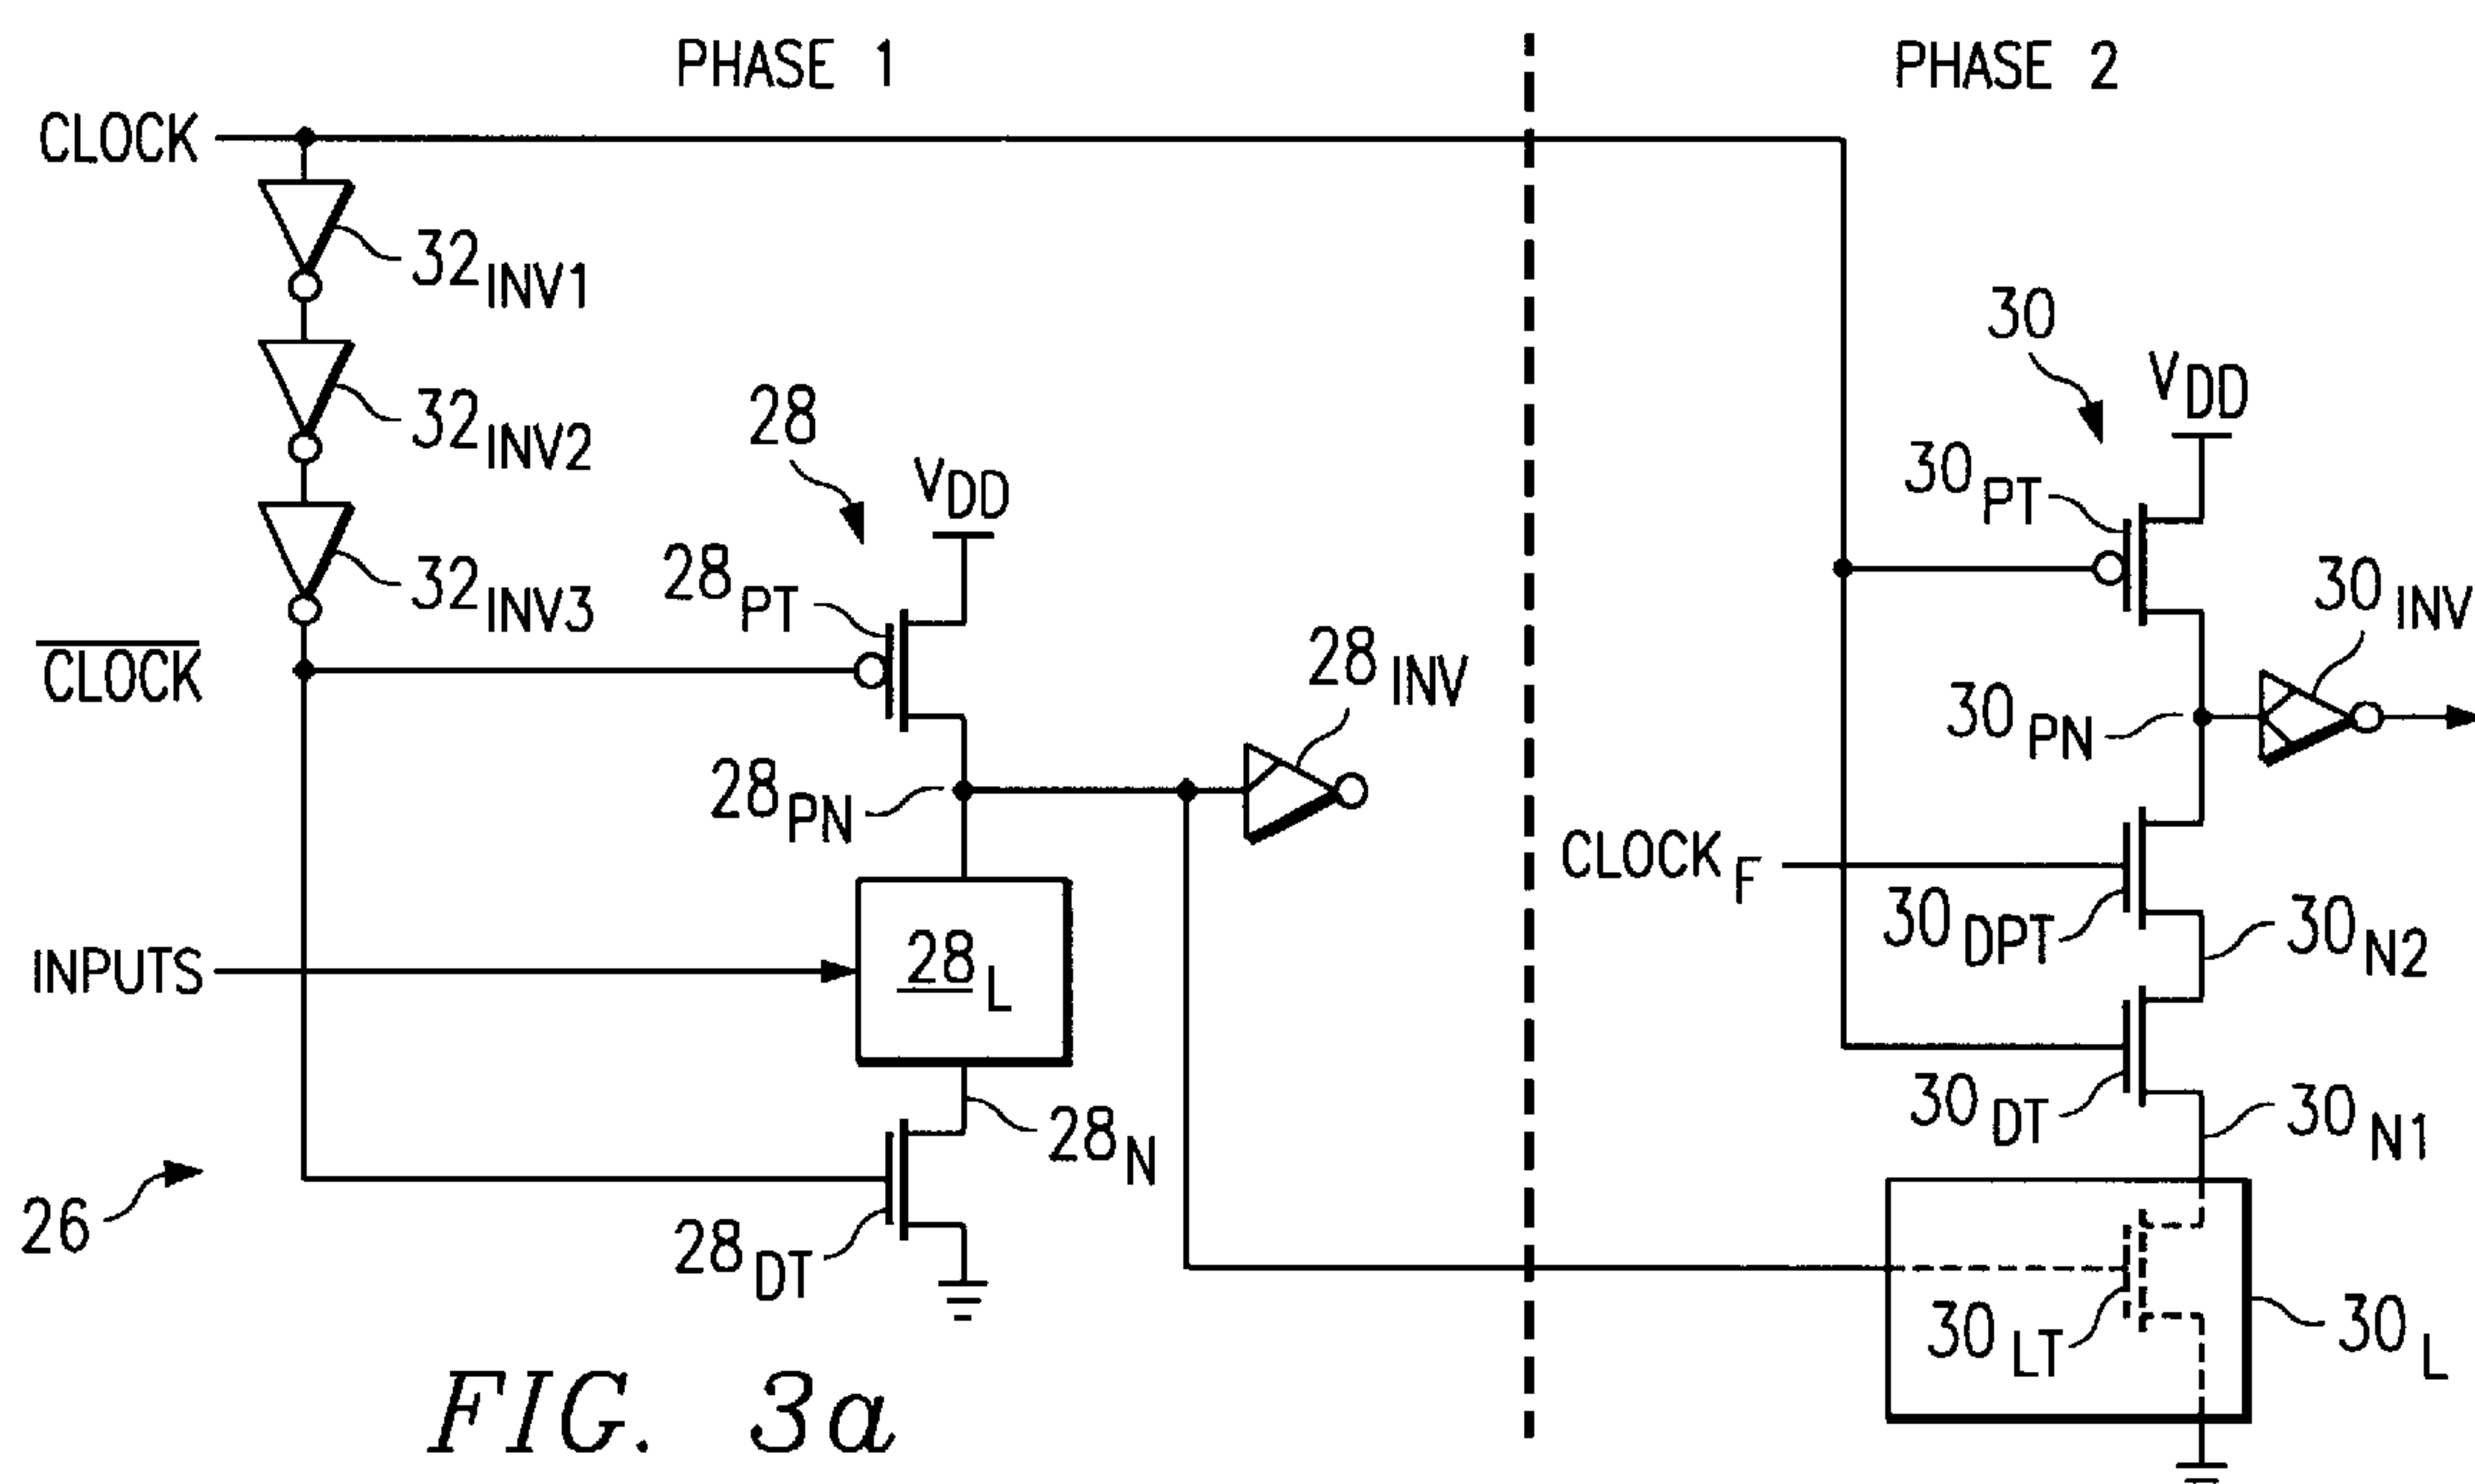 PHASE 1
PHASE 2
CLOCK
32INV1
32INV2
32INV3
CLOCK
INPUTS
26
28
VDD
28PT
28PN
28INV
28L
28N
28DT
30
VDD
30PT
30INV
30PN
CLOCKF
30DPT
30N2
30DT
30N1
30LT
30L
FIG. 3a